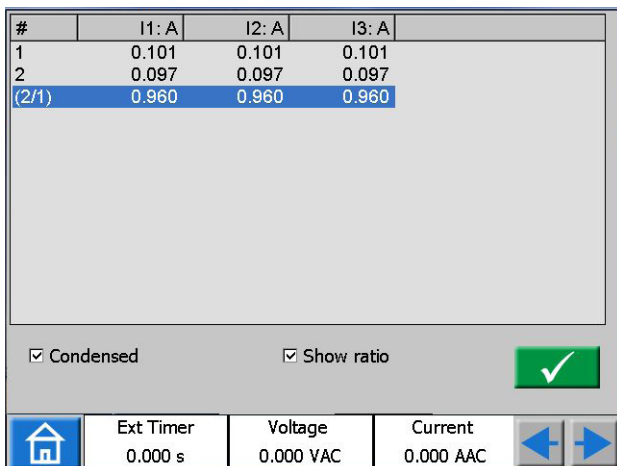 # I1: A I2: A I3: A
1 0.101 0.101 0.101
2 0.097 0.097 0.097
(2/1) 0.960 0.960 0.960
Condensed Show ratio
Ext Timer Voltage Current
0.000 s 0.000 VAC 0.000 AAC